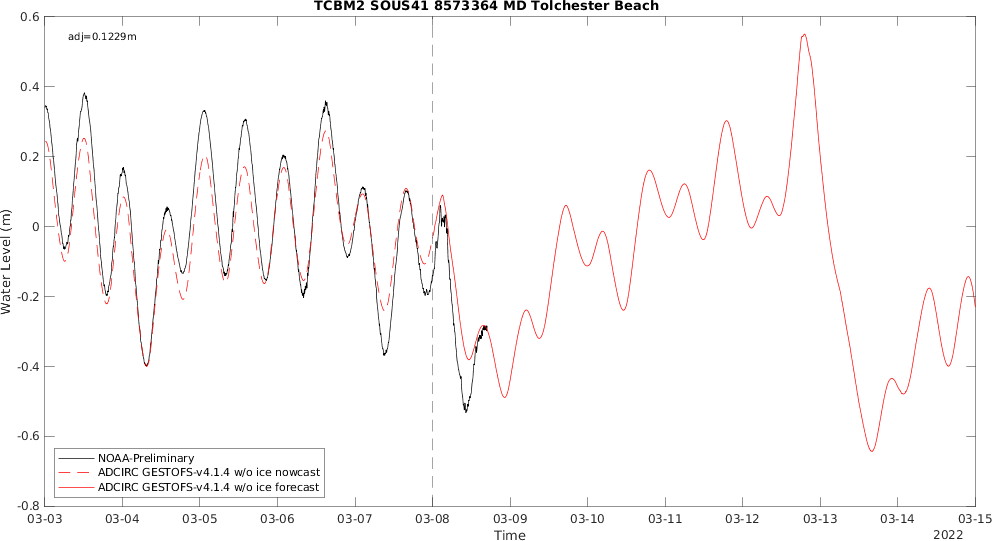 TCBM2 SOUS41 8573364 MD Tolchester Beach
adj=0.1229m
0.6
0.4
0.2
0
-0.2
-0.4
-0.6
-0.8
Water Level (m)
NOAA-Preliminary
ADCIRC GESTOFS-v4.1.4 w/o ice nowcast
ADCIRC GESTOFS-v4.1.4 w/o ice forecast
03-03 03-04 03-05 03-06 03-07 03-08 03-09 03-10 03-11 03-12 03-13 03-14 03-15
Time
2022